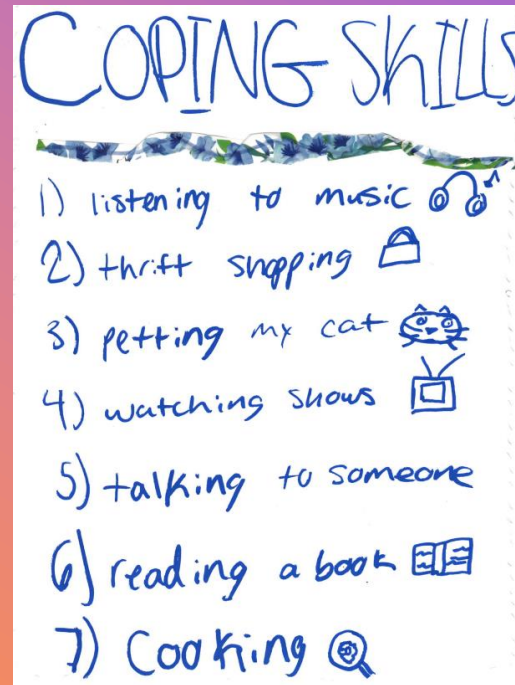 COPING SKILLS
1) listening to music
2) thrift shopping
3) petting my cat
4) watching shows
5) talking to someone
6) reading a book
7) Cooking